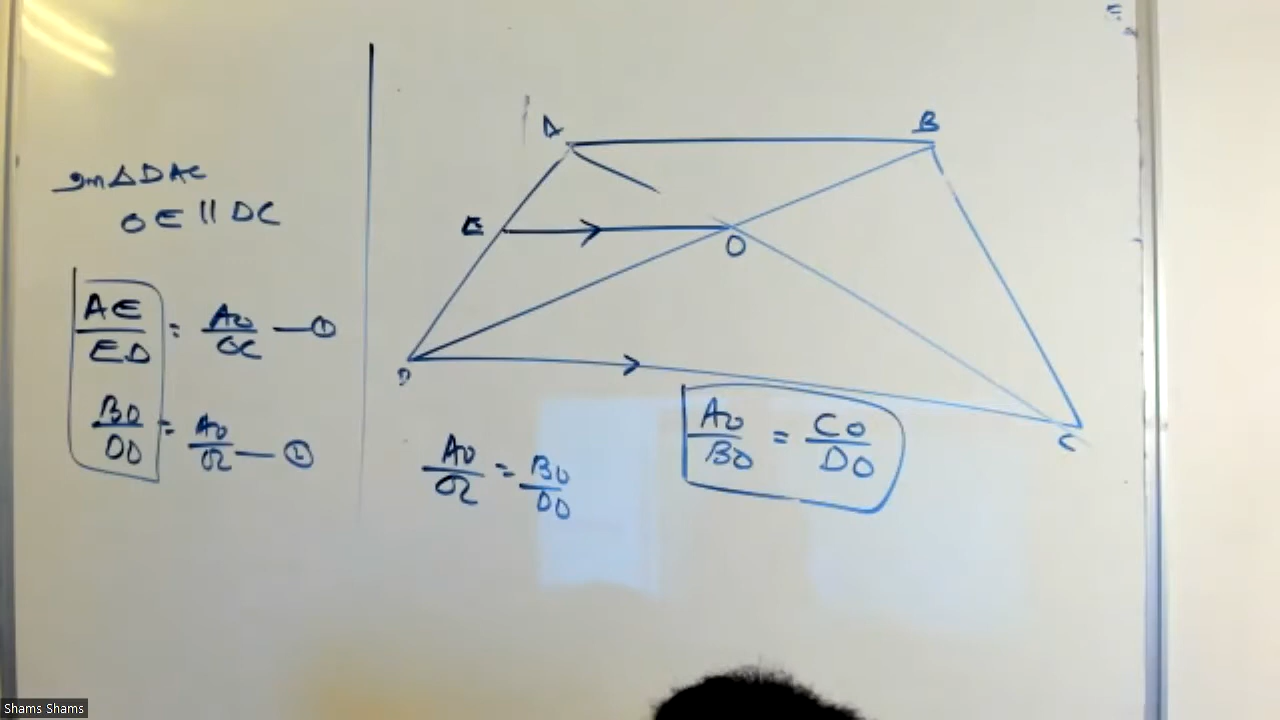 In △DAC
OE || DC
AE/ED = AO/OC —①
BO/OD = AO/OC —②
A
B
E
O
D
C
AO/OC = BO/OD
AO/BO = CO/DO
Shams Shams